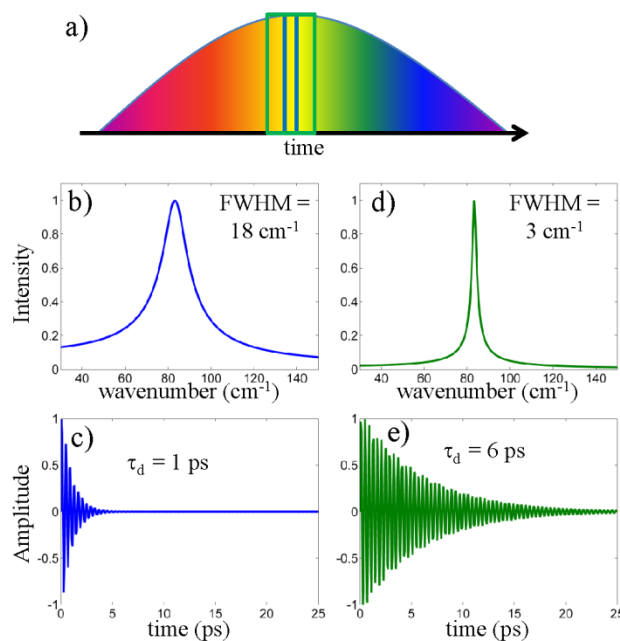 a)
time
b)
FWHM =
18 cm-1
Intensity
1
0.8
0.6
0.4
0.2
0
40 60 80 100 120 140
wavenumber (cm-1)
d)
FWHM =
3 cm-1
1
0.8
0.6
0.4
0.2
0
40 60 80 100 120 140
wavenumber (cm-1)
c)
τd = 1 ps
Amplitude
1
0.5
0
-0.5
-1
0 5 10 15 20 25
time (ps)
e)
τd = 6 ps
1
0.5
0
-0.5
-1
0 5 10 15 20 25
time (ps)